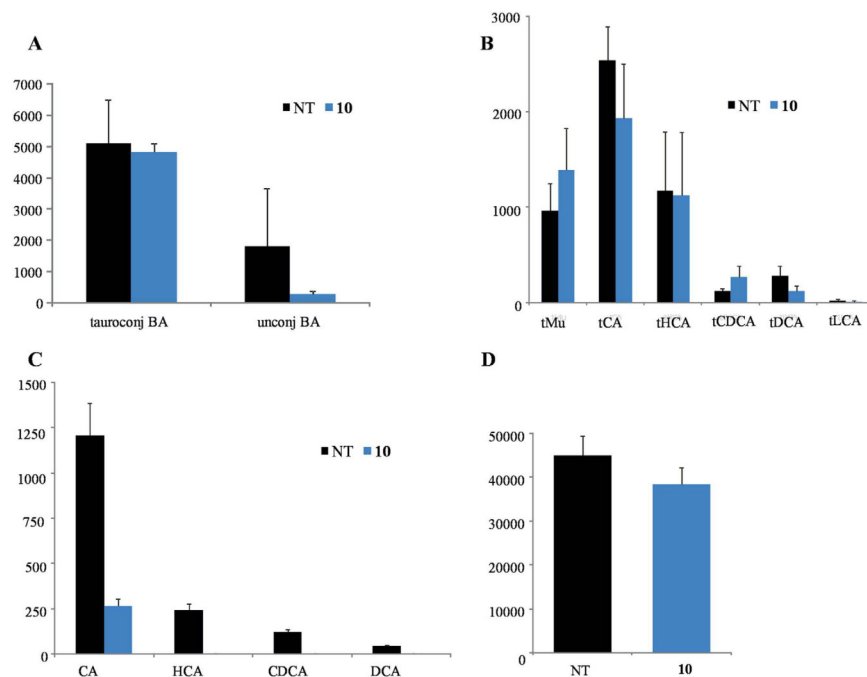 A
7000
6000
5000
4000
3000
2000
1000
0
NT 10
tauroconj BA unconj BA
B
3000
2000
1000
0
NT 10
tMu tCA tHCA tCDCA tDCA tLCA
C
1500
1250
750
500
250
0
NT 10
CA HCA CDCA DCA
D
50000
40000
30000
20000
10000
0
NT 10